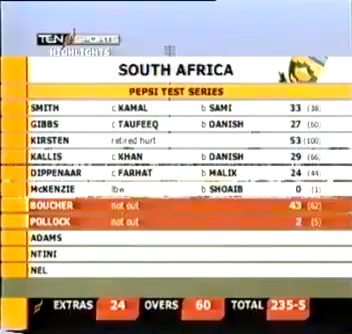 TEN SPORTS
HIGHLIGHTS
SOUTH AFRICA
PEPSI TEST SERIES
SMITH c KAMAL b SAMI 33 (38)
GIBBS c TAUFEEQ b DANISH 27 (60)
KIRSTEN retired hurt 53 (100)
KALLIS c KHAN b DANISH 29 (66)
DIPPENAAR c FARHAT b MALIK 24 (44)
McKENZIE lbw b SHOAIB 0 (1)
BOUCHER not out 43 (62)
POLLOCK not out 2 (5)
ADAMS
NTINI
NEL
EXTRAS 24 OVERS 60 TOTAL 235-5